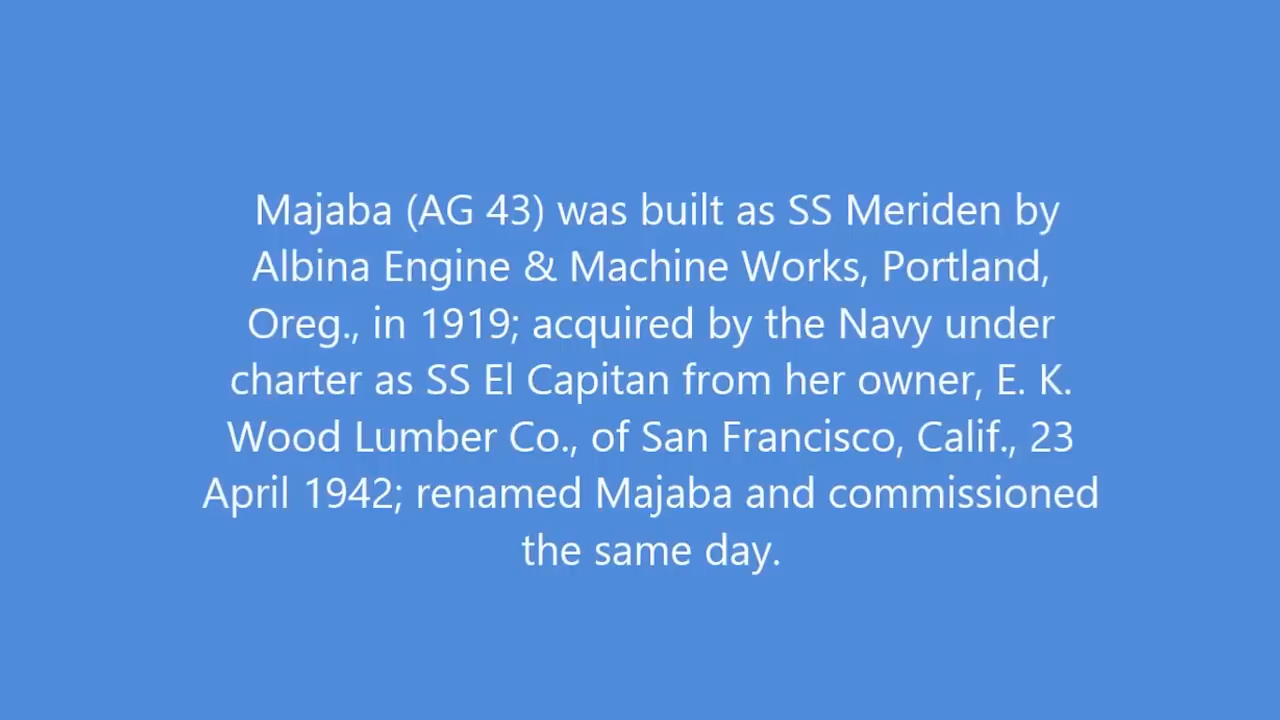 Majaba (AG 43) was built as SS Meriden by
Albina Engine & Machine Works, Portland,
Oreg., in 1919; acquired by the Navy under
charter as SS El Capitan from her owner, E. K.
Wood Lumber Co., of San Francisco, Calif., 23
April 1942; renamed Majaba and commissioned
the same day.